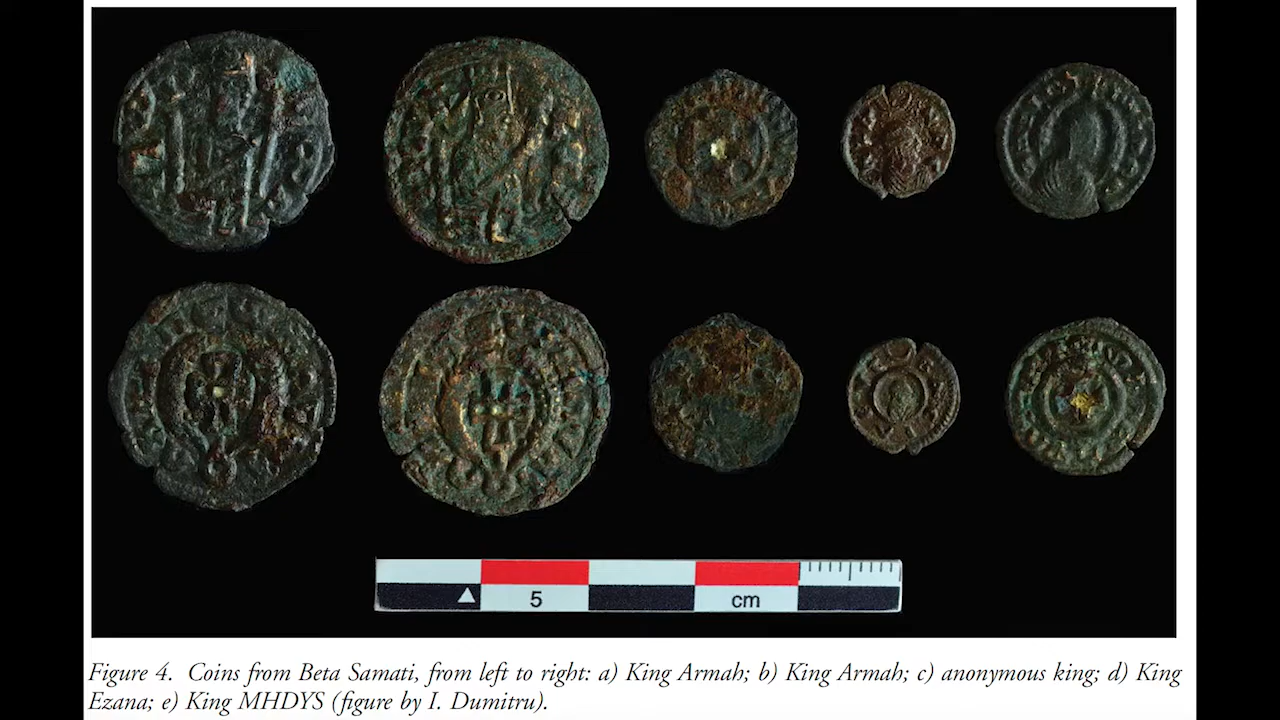 5
cm
Figure 4. Coins from Beta Samati, from left to right: a) King Armah; b) King Armah; c) anonymous king; d) King
Ezana; e) King MHDYS (figure by I. Dumitru).